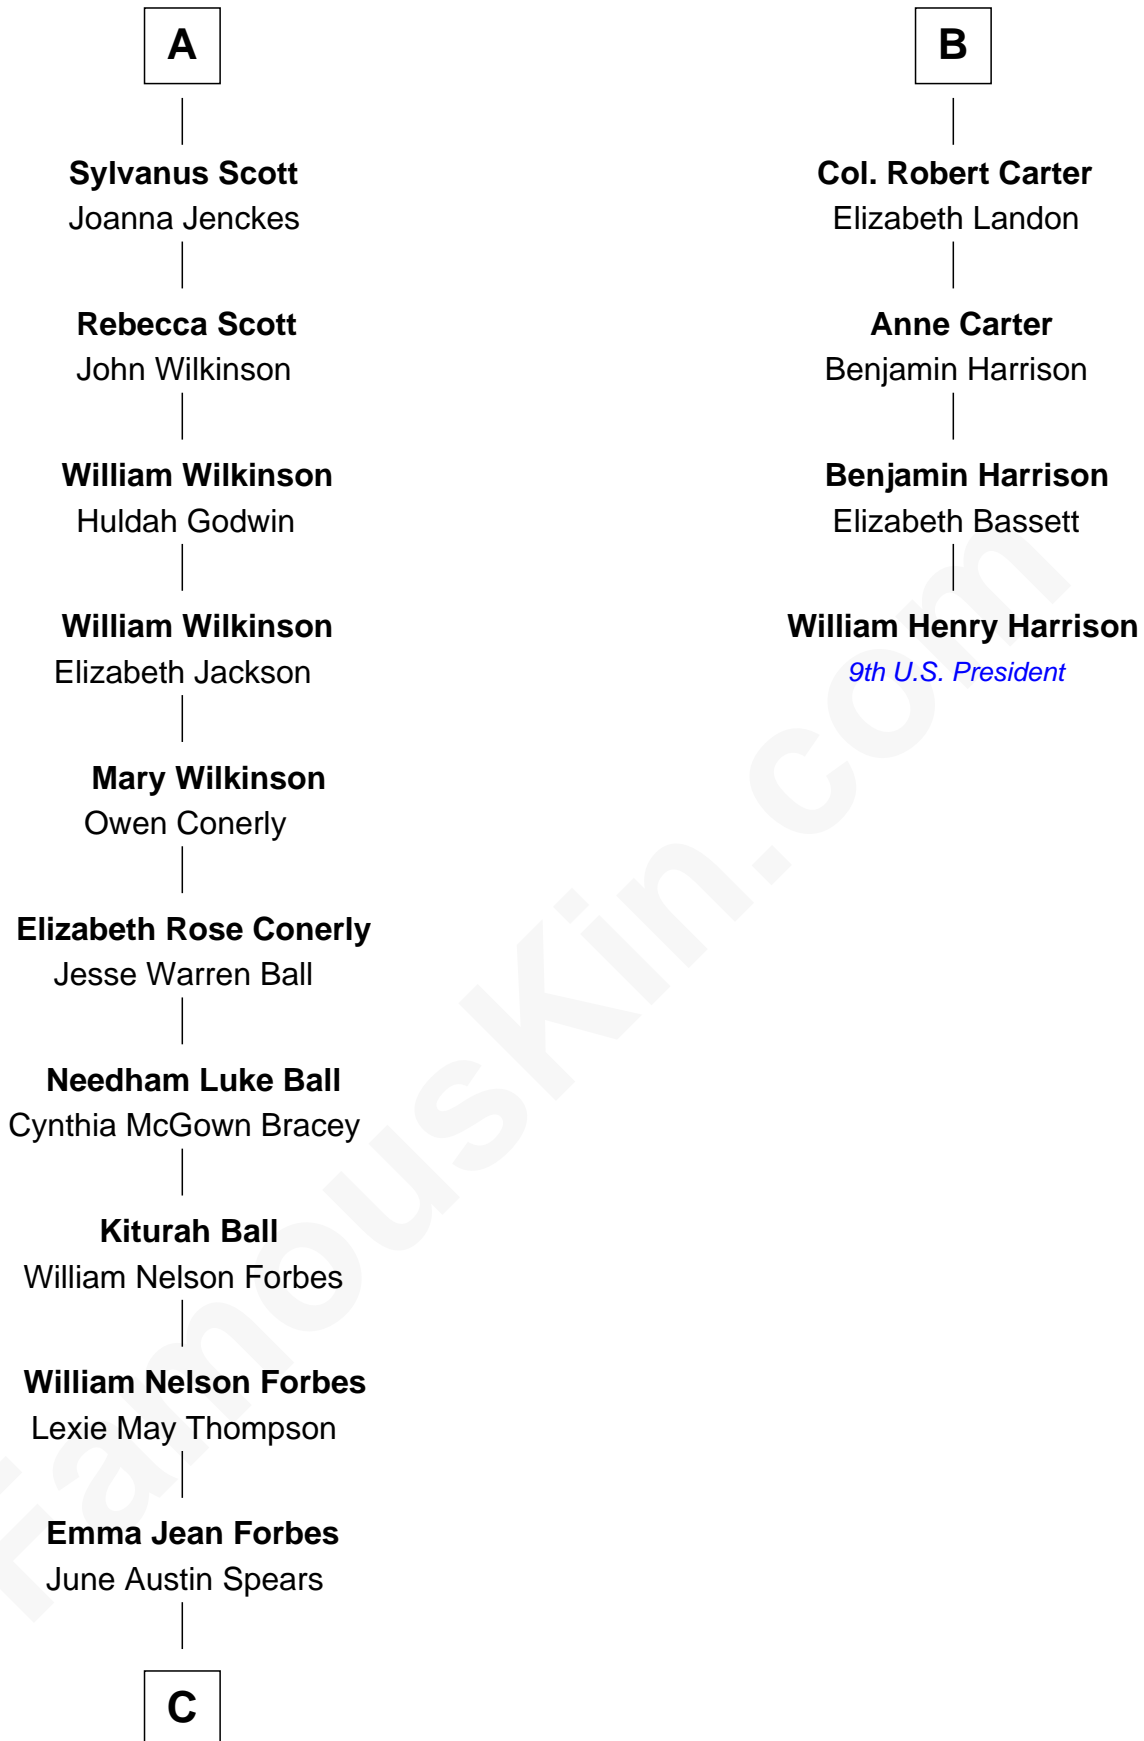 A
Sylvanus Scott
Joanna Jenckes
Rebecca Scott
John Wilkinson
William Wilkinson
Huldah Godwin
William Wilkinson
Elizabeth Jackson
Mary Wilkinson
Owen Conerly
Elizabeth Rose Conerly
Jesse Warren Ball
Needham Luke Ball
Cynthia McGown Bracey
Kiturah Ball
William Nelson Forbes
William Nelson Forbes
Lexie May Thompson
Emma Jean Forbes
June Austin Spears
C
B
Col. Robert Carter
Elizabeth Landon
Anne Carter
Benjamin Harrison
Benjamin Harrison
Elizabeth Bassett
William Henry Harrison
9th U.S. President
FamousKin.com